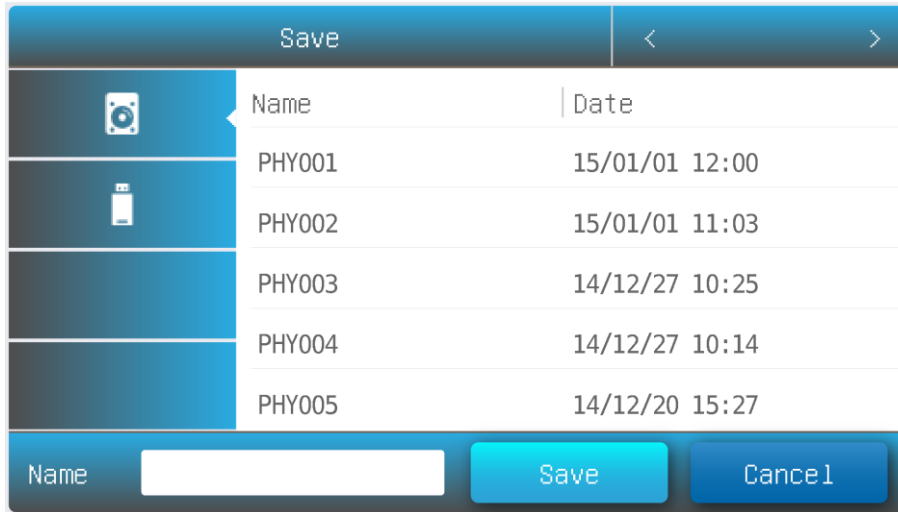 Save < >
Name Date
PHY001 15/01/01 12:00
PHY002 15/01/01 11:03
PHY003 14/12/27 10:25
PHY004 14/12/27 10:14
PHY005 14/12/20 15:27
Name Save Cancel